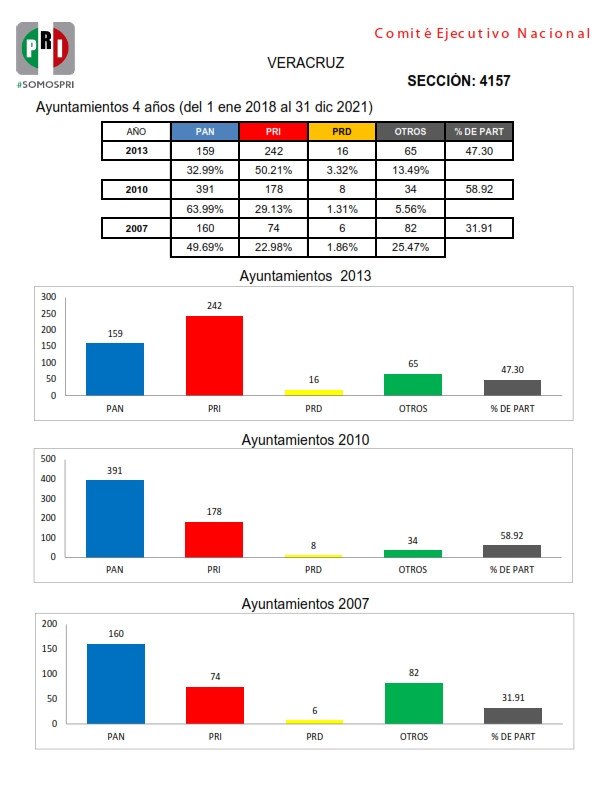 Comité Ejecutivo Nacional
PRI
#SOMOSPRI
VERACRUZ
SECCIÓN: 4157
Ayuntamientos 4 años (del 1 ene 2018 al 31 dic 2021)
AÑO PAN PRI PRD OTROS % DE PART
2013 159 242 16 65 47.30
32.99% 50.21% 3.32% 13.49%
2010 391 178 8 34 58.92
63.99% 29.13% 1.31% 5.56%
2007 160 74 6 82 31.91
49.69% 22.98% 1.86% 25.47%
Ayuntamientos 2013
300
250
200
150
100
50
0
159 242 16 65 47.30
PAN PRI PRD OTROS % DE PART
Ayuntamientos 2010
500
400
300
200
100
0
391 178 8 34 58.92
PAN PRI PRD OTROS % DE PART
Ayuntamientos 2007
200
150
100
50
0
160 74 6 82 31.91
PAN PRI PRD OTROS % DE PART